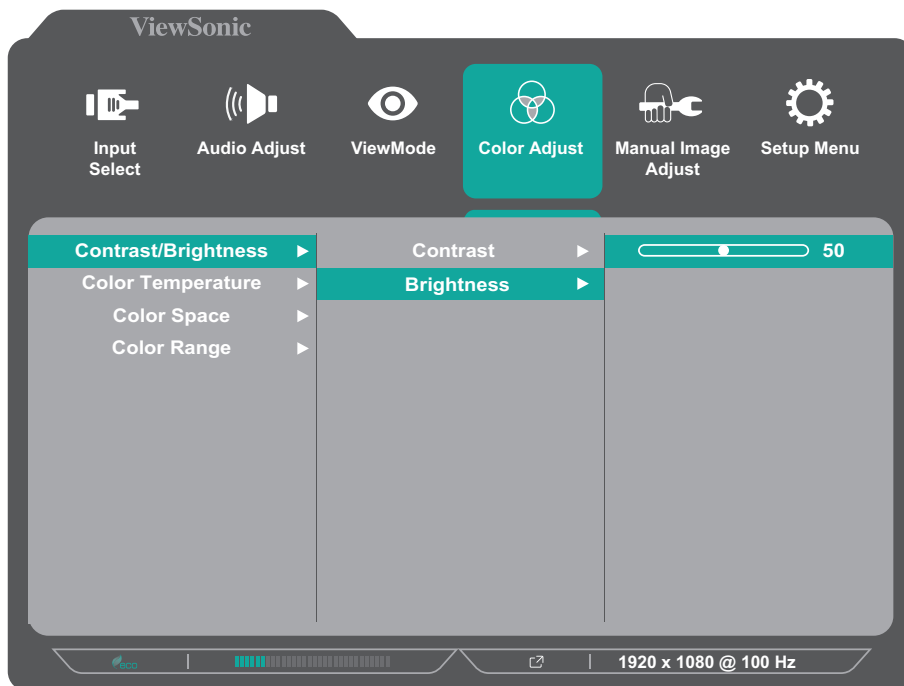 ViewSonic
Input Select
Audio Adjust
ViewMode
Color Adjust
Manual Image Adjust
Setup Menu
Contrast/Brightness
Contrast
50
Color Temperature
Brightness
Color Space
Color Range
eco
1920 x 1080 @ 100 Hz